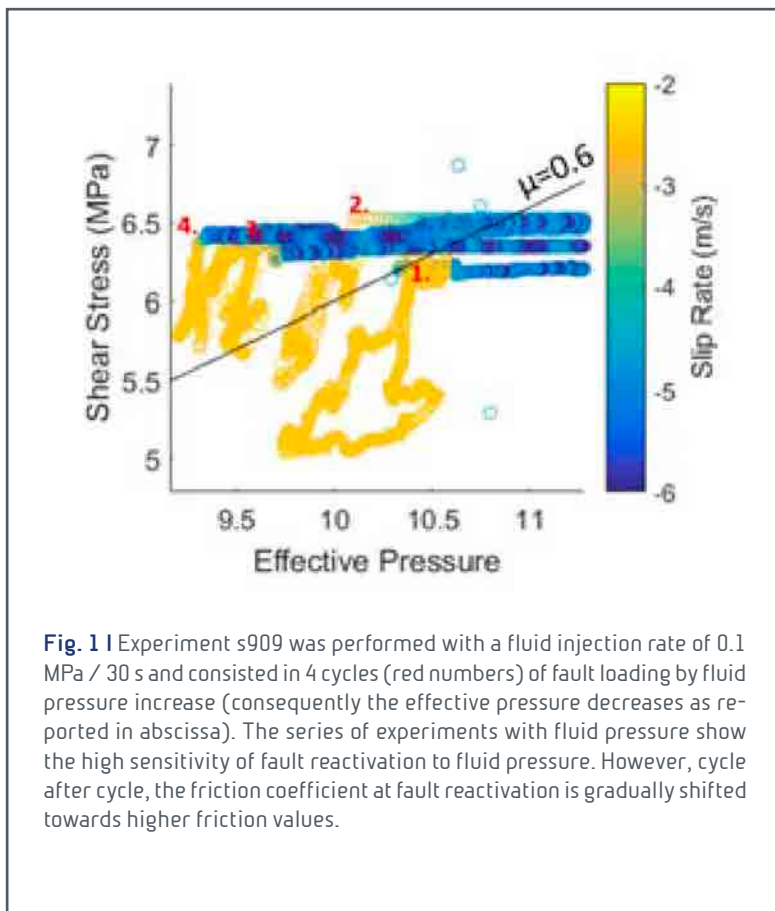 -2
7
μ=0.6
-3
2.
6.5
4.
3.
Shear Stress (MPa)
Slip Rate (m/s)
1.
-4
6
5.5
-5
5
-6
9.5 10 10.5 11
Effective Pressure
Fig. 1 | Experiment s909 was performed with a fluid injection rate of 0.1
MPa / 30 s and consisted in 4 cycles (red numbers) of fault loading by fluid
pressure increase (consequently the effective pressure decreases as re-
ported in abscissa). The series of experiments with fluid pressure show
the high sensitivity of fault reactivation to fluid pressure. However, cycle
after cycle, the friction coefficient at fault reactivation is gradually shifted
towards higher friction values.